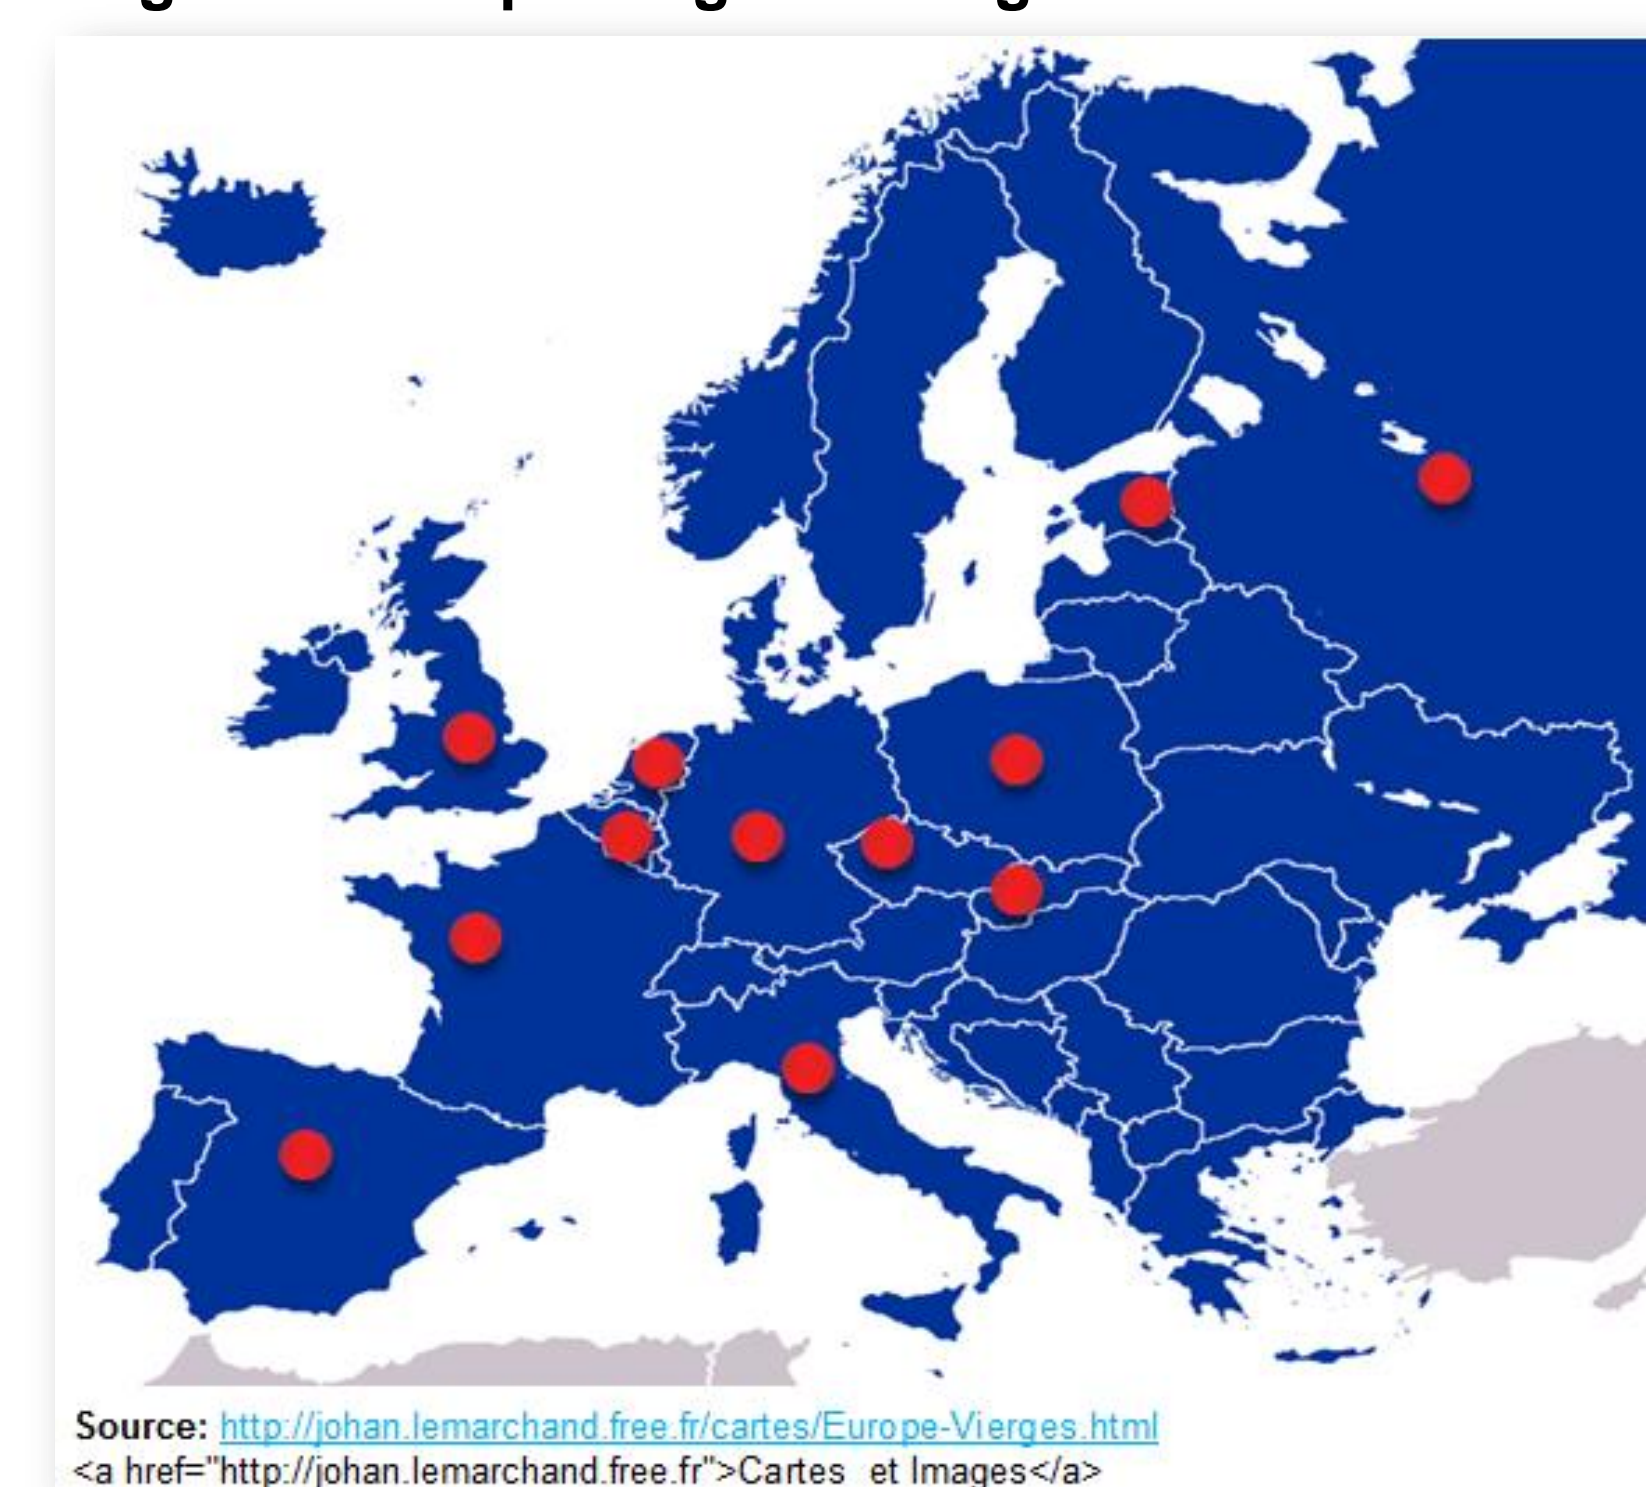 Source: http://johan.lemarchand.free.fr/cartes/Europe-Vierges.html
<a href="http://johan.lemarchand.free.fr">Cartes et Images</a>